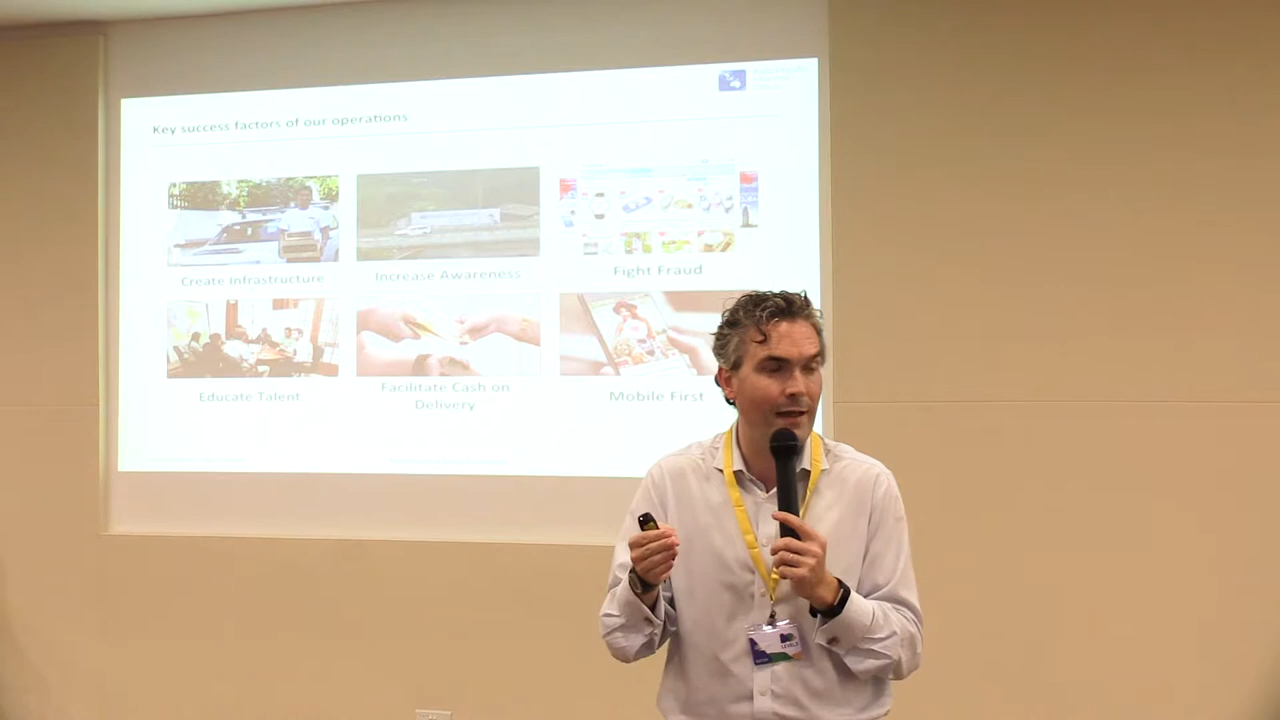 Key success factors of our operations
Create Infrastructure
Increase Awareness
Fight Fraud
Educate Talent
Facilitate Cash on
Delivery
Mobile First
LEVEL3